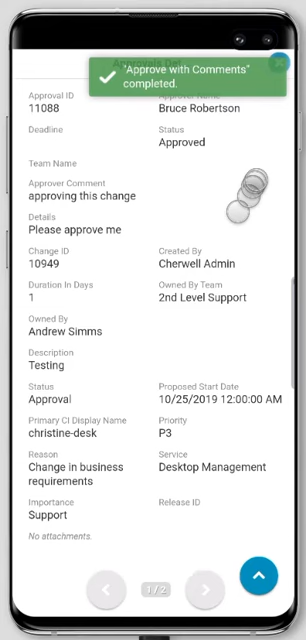 "Approve with Comments"
completed.
Approval ID
11088
Bruce Robertson
Deadline
Status
Approved
Team Name
Approver Comment
approving this change
Details
Please approve me
Change ID
10949
Created By
Cherwell Admin
Duration In Days
1
Owned By Team
2nd Level Support
Owned By
Andrew Simms
Description
Testing
Status
Approval
Proposed Start Date
10/25/2019 12:00:00 AM
Primary CI Display Name
christine-desk
Priority
P3
Reason
Change in business
requirements
Service
Desktop Management
Importance
Support
Release ID
No attachments.
1 / 2